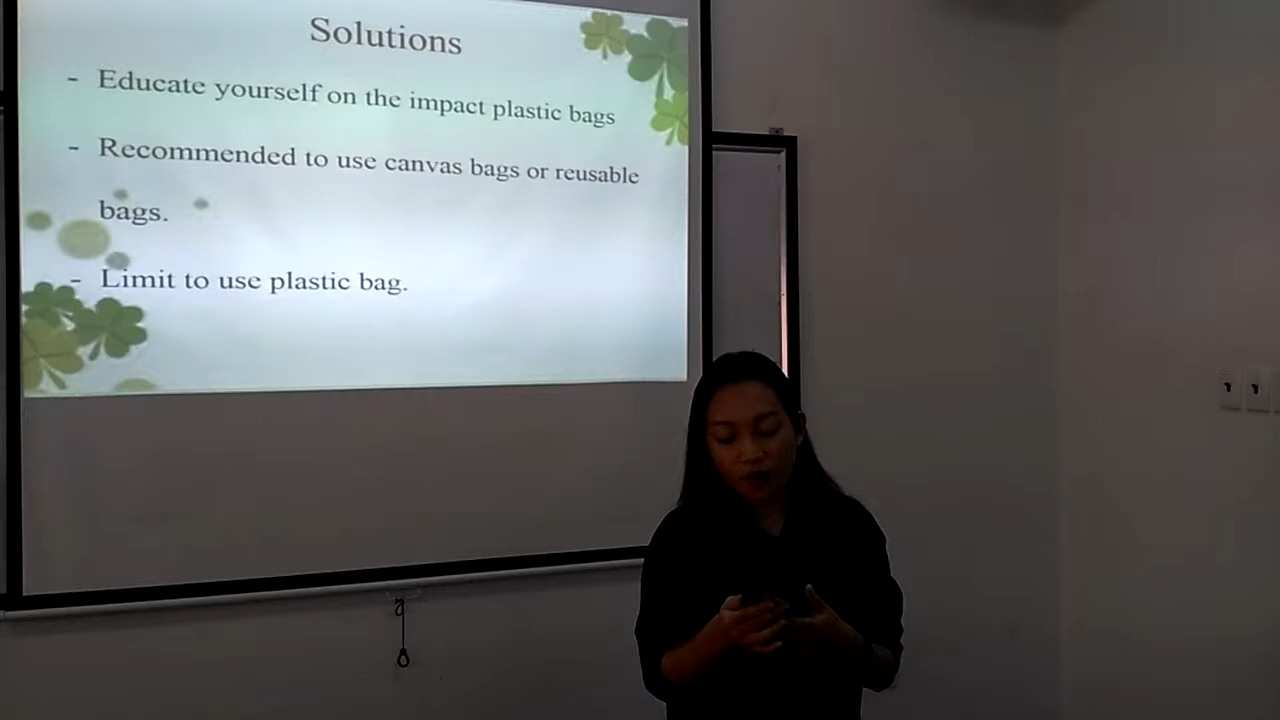 Solutions
- Educate yourself on the impact plastic bags
- Recommended to use canvas bags or reusable
bags.
- Limit to use plastic bag.